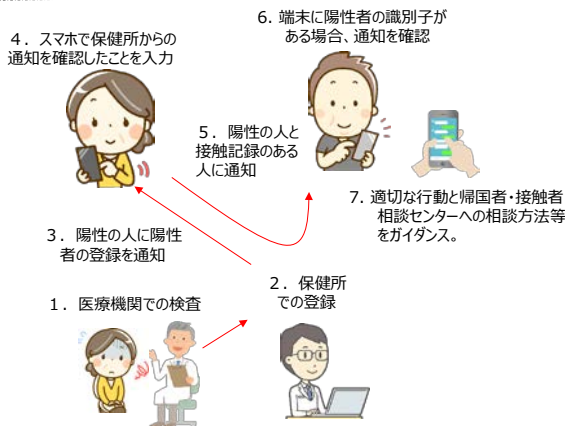 6. 端末に陽性者の識別子が
ある場合、通知を確認
4．スマホで保健所からの
通知を確認したことを入力
5．陽性の人と
接触記録のある
人に通知
7. 適切な行動と帰国者・接触者
相談センターへの相談方法等
をガイダンス。
3．陽性の人に陽性
者の登録を通知
2．保健所
での登録
1．医療機関での検査